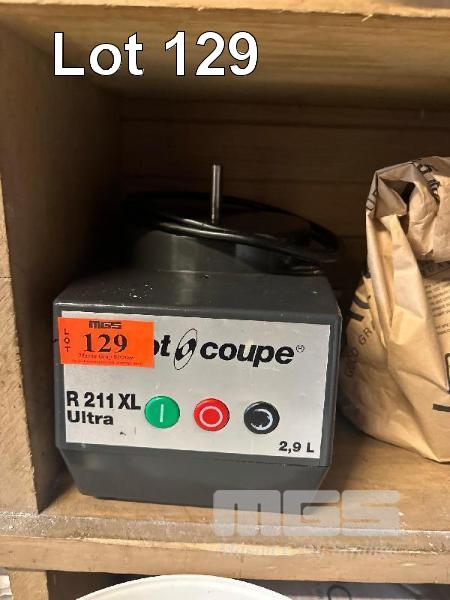 Lot 129
MGS
LOT
129
ot coupe®
R 211 XL
Ultra
2,9 L
MGS